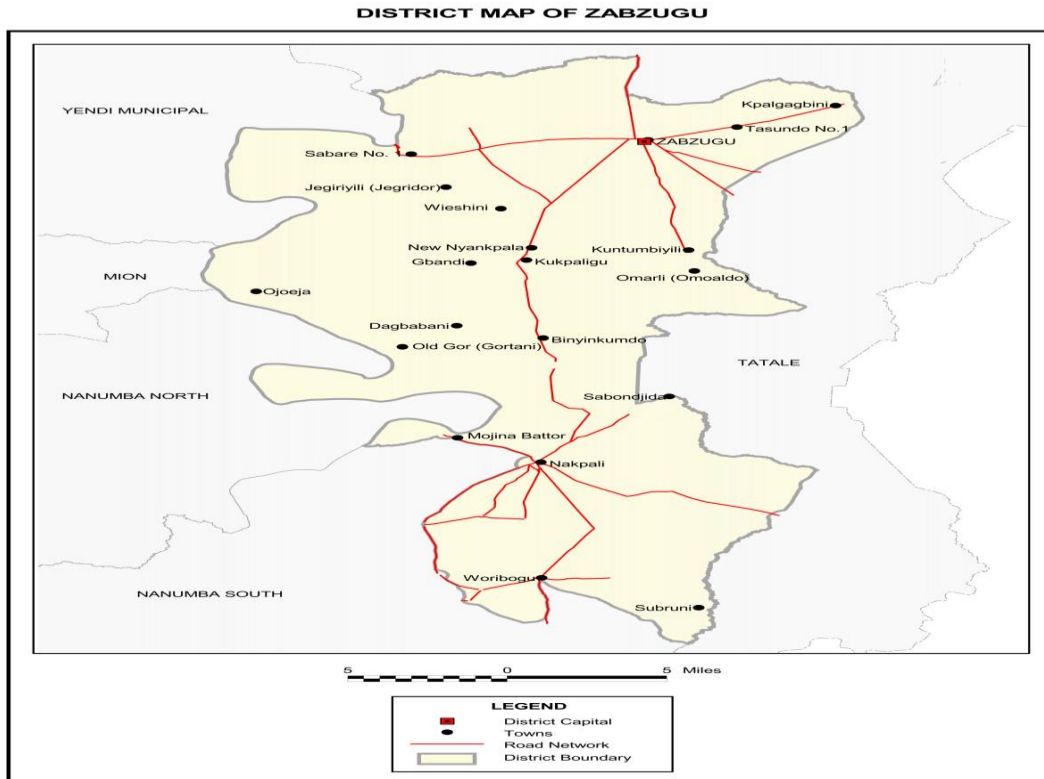 DISTRICT MAP OF ZABZUGU
YENDI MUNICIPAL
Kpalgagbini
Tasundo No.1
ZABZUGU
Sabare No. 1
Jegiriyili (Jegridor)
Wieshini
New Nyankpala
Kuntumbiyili
Gbandi
Kukpaligu
MION
Omarli (Omoaldo)
Ojoeja
Dagbabani
Binyinkumdo
Old Gor (Gortani)
TATALE
NANUMBA NORTH
Sabondjida
Mojina Battor
Nakpali
Woribogu
NANUMBA SOUTH
Subruni
5 0 5 Miles
LEGEND
District Capital
Towns
Road Network
District Boundary